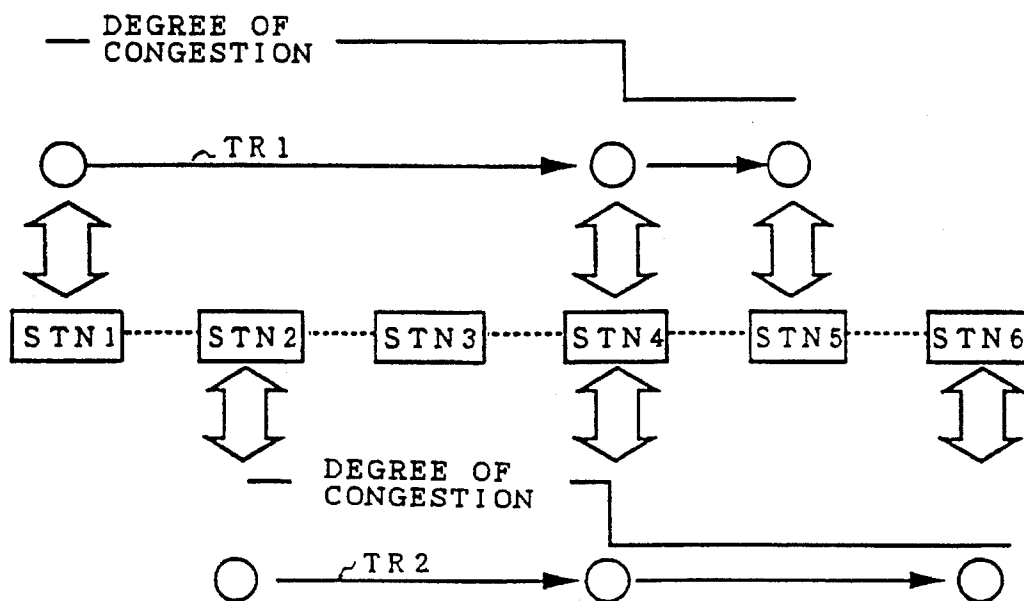 DEGREE OF
CONGESTION
TR1
STN1 STN2 STN3 STN4 STN5 STN6
DEGREE OF
CONGESTION
TR2